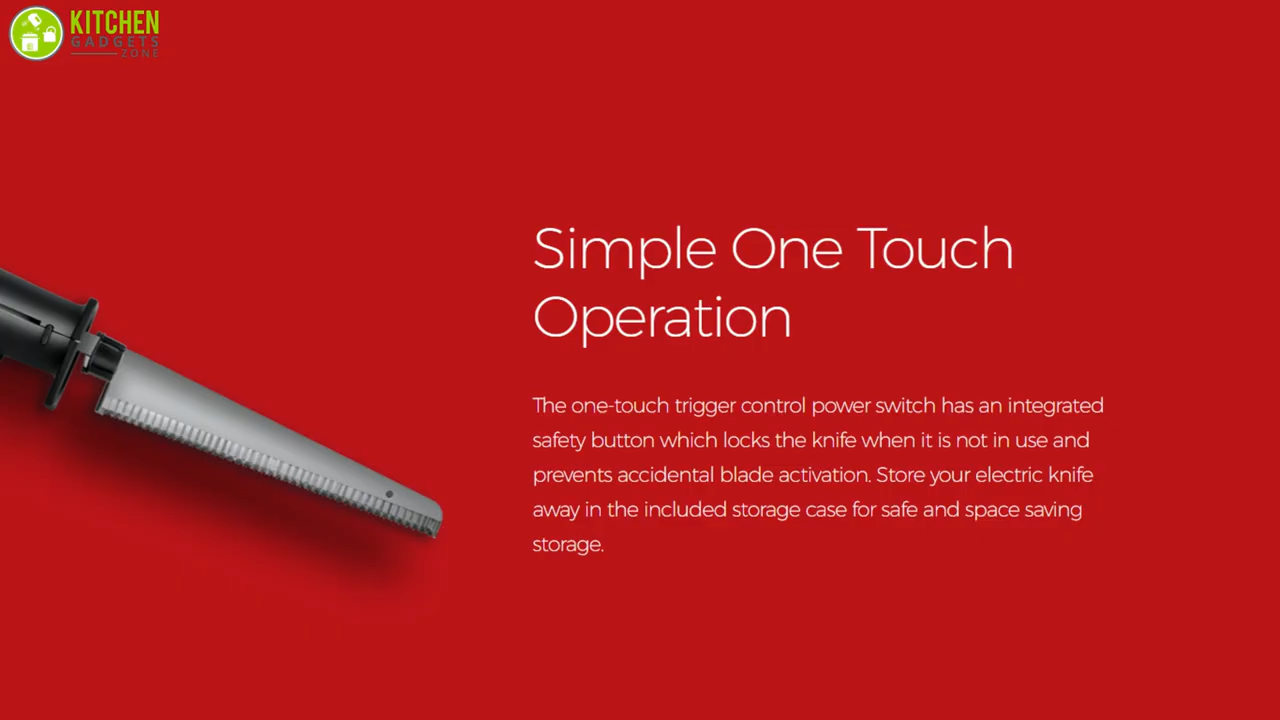 KITCHEN
GADGETS
ZONE
Simple One Touch
Operation
The one-touch trigger control power switch has an integrated
safety button which locks the knife when it is not in use and
prevents accidental blade activation. Store your electric knife
away in the included storage case for safe and space saving
storage.